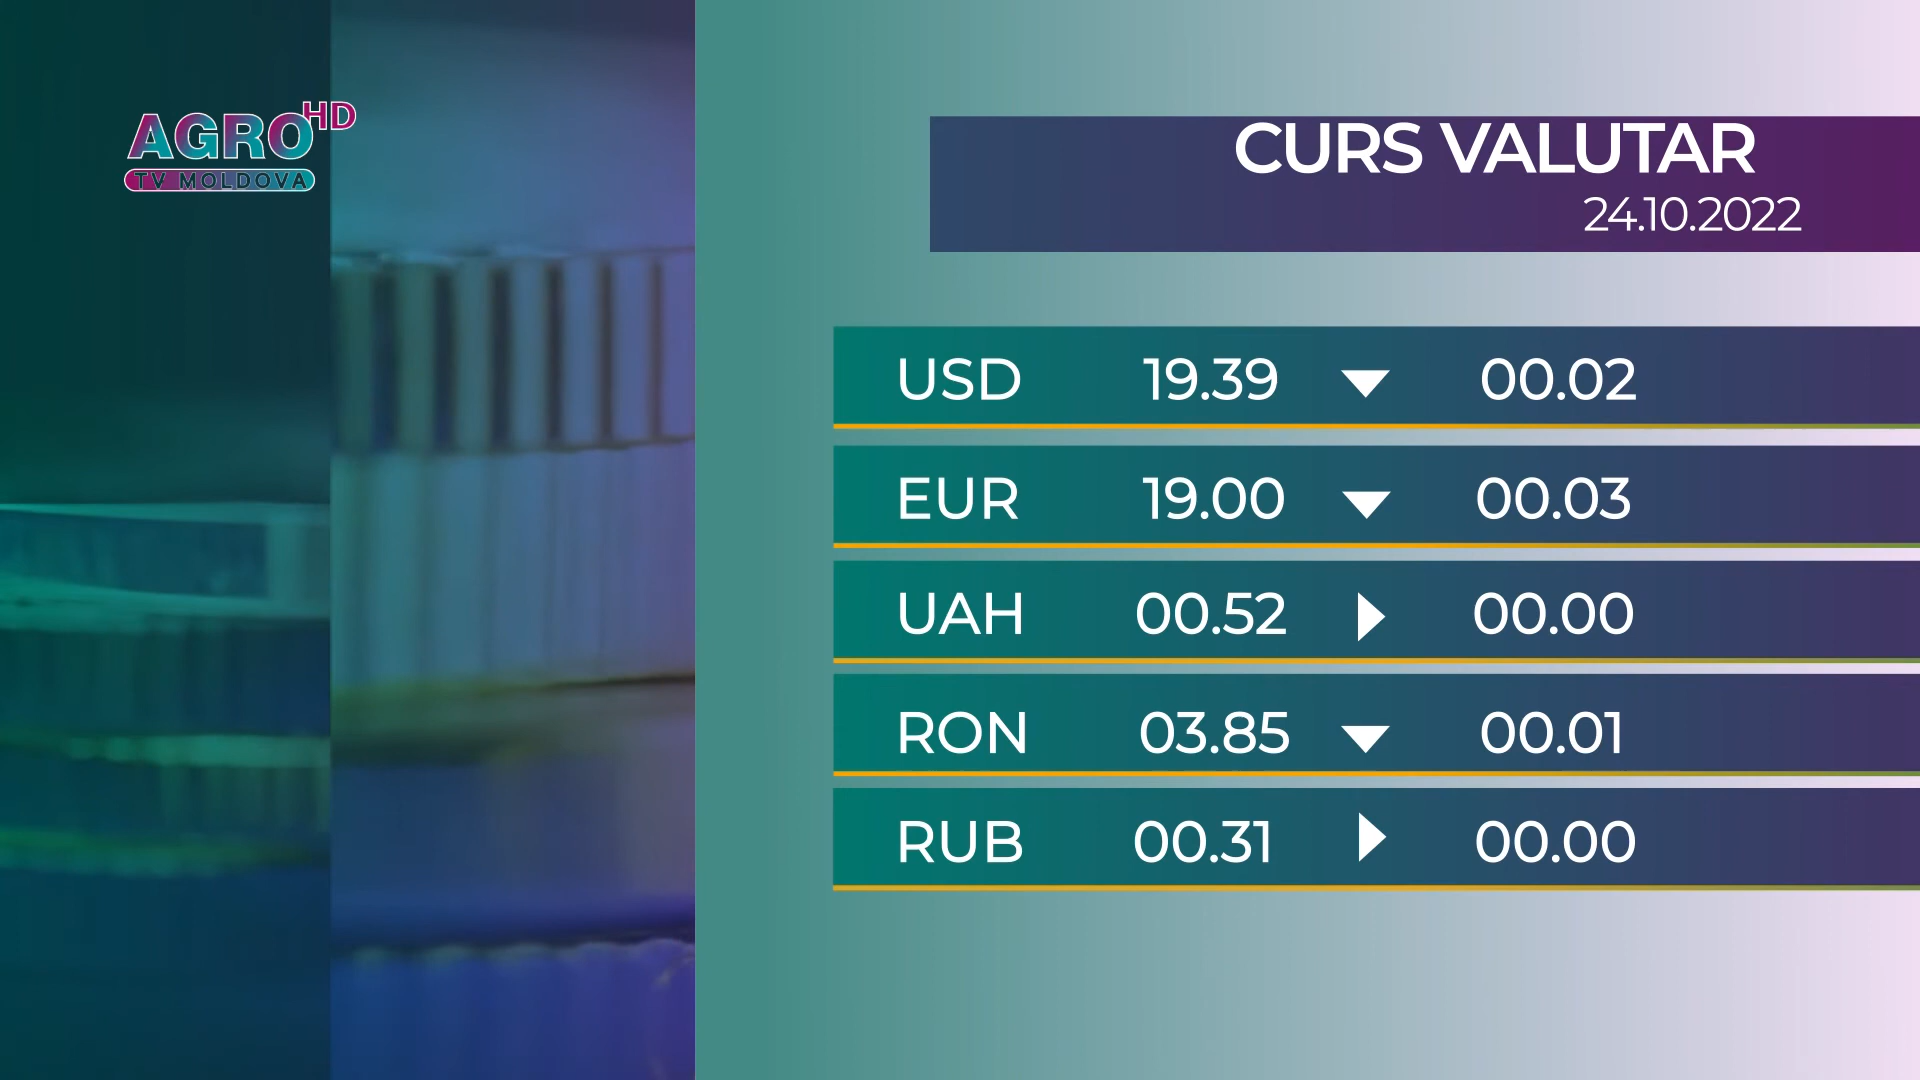 AGRO HD
TV MOLDOVA
CURS VALUTAR
24.10.2022
USD 19.39 00.02
EUR 19.00 00.03
UAH 00.52 00.00
RON 03.85 00.01
RUB 00.31 00.00